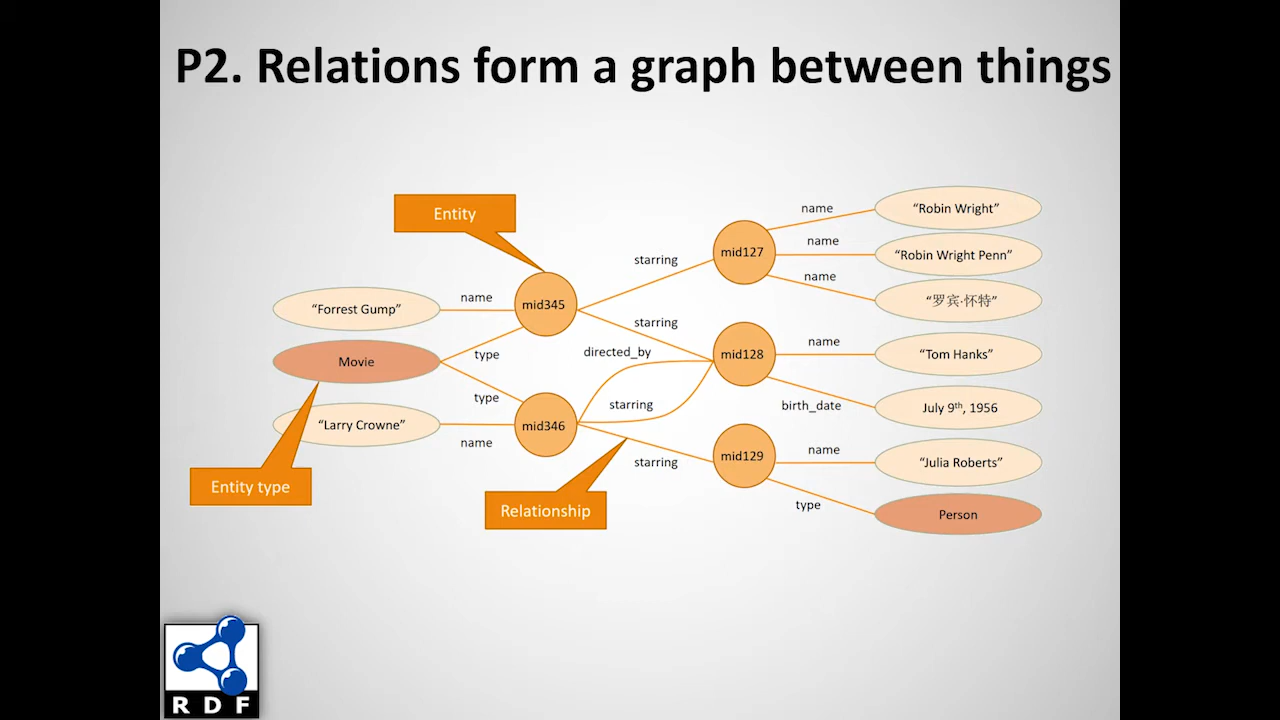 P2. Relations form a graph between things
Entity
name
“Robin Wright”
mid127
name
“Robin Wright Penn”
starring
name
“罗宾·怀特”
“Forrest Gump”
name
mid345
starring
name
“Tom Hanks”
mid128
directed_by
Movie
type
type
starring
birth_date
July 9th, 1956
“Larry Crowne”
name
mid346
name
“Julia Roberts”
mid129
starring
Entity type
Relationship
type
Person
RDF